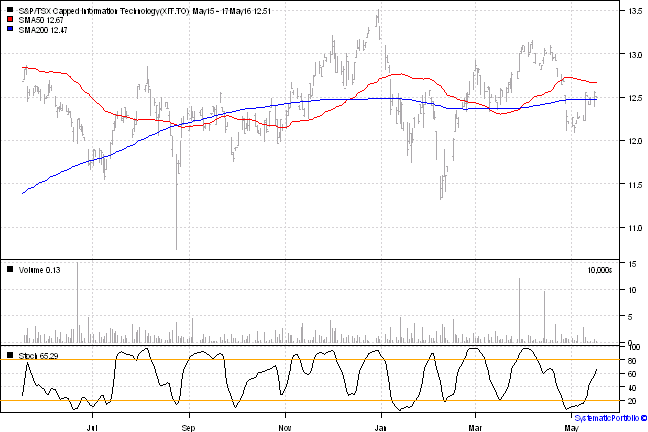 S&P/TSX Capped Information Technology(XIT.TO) May15 - 17May16 12.51
SMA50 12.67
SMA200 12.47
13.5
13.0
12.5
12.0
11.5
11.0
Volume 0.13
10,000s
15
10
5
0
Stoch 65.29
100
80
60
40
20
Jul
Sep
Nov
Jan
Mar
May
SystematicPortfolio ©